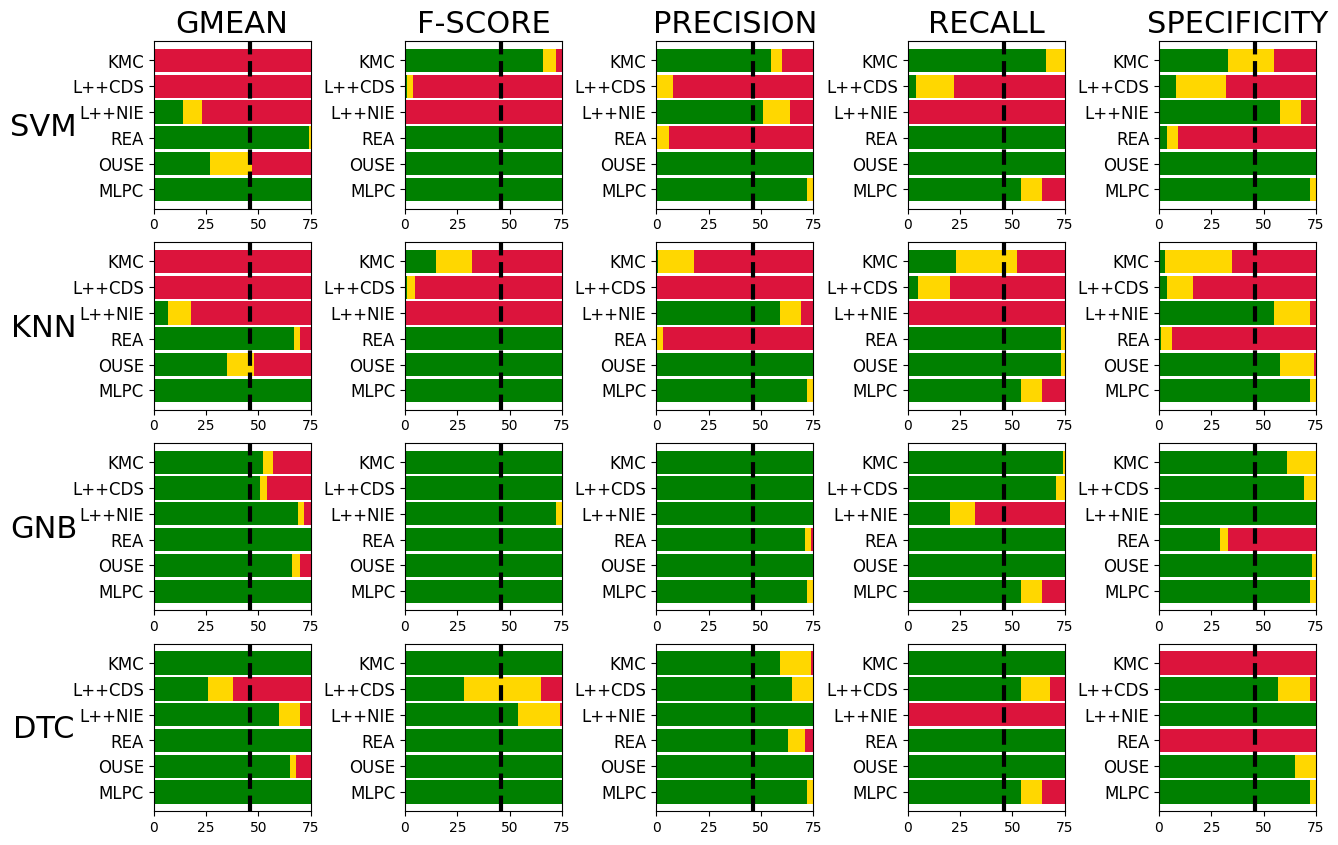 GMEAN F-SCORE PRECISION RECALL SPECIFICITY
SVM
KMC KMC KMC KMC KMC
L++CDS L++CDS L++CDS L++CDS L++CDS
L++NIE L++NIE L++NIE L++NIE L++NIE
REA REA REA REA REA
OUSE OUSE OUSE OUSE OUSE
MLPC MLPC MLPC MLPC MLPC
0 25 50 75 0 25 50 75 0 25 50 75 0 25 50 75 0 25 50 75
KNN
KMC KMC KMC KMC KMC
L++CDS L++CDS L++CDS L++CDS L++CDS
L++NIE L++NIE L++NIE L++NIE L++NIE
REA REA REA REA REA
OUSE OUSE OUSE OUSE OUSE
MLPC MLPC MLPC MLPC MLPC
0 25 50 75 0 25 50 75 0 25 50 75 0 25 50 75 0 25 50 75
GNB
KMC KMC KMC KMC KMC
L++CDS L++CDS L++CDS L++CDS L++CDS
L++NIE L++NIE L++NIE L++NIE L++NIE
REA REA REA REA REA
OUSE OUSE OUSE OUSE OUSE
MLPC MLPC MLPC MLPC MLPC
0 25 50 75 0 25 50 75 0 25 50 75 0 25 50 75 0 25 50 75
DTC
KMC KMC KMC KMC KMC
L++CDS L++CDS L++CDS L++CDS L++CDS
L++NIE L++NIE L++NIE L++NIE L++NIE
REA REA REA REA REA
OUSE OUSE OUSE OUSE OUSE
MLPC MLPC MLPC MLPC MLPC
0 25 50 75 0 25 50 75 0 25 50 75 0 25 50 75 0 25 50 75